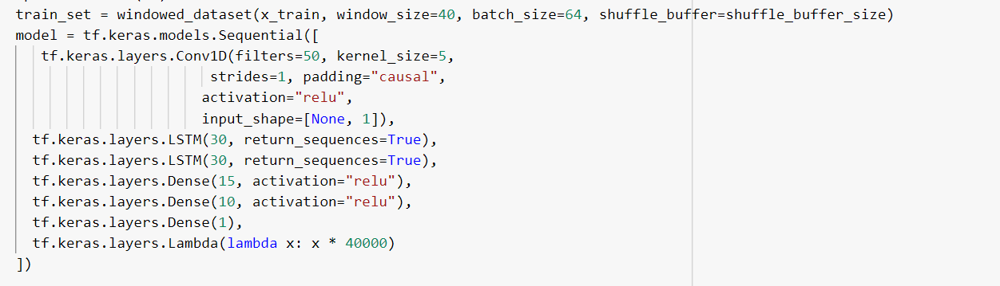 train_set = windowed_dataset(x_train, window_size=40, batch_size=64, shuffle_buffer=shuffle_buffer_size)
model = tf.keras.models.Sequential([
tf.keras.layers.Conv1D(filters=50, kernel_size=5,
strides=1, padding="causal",
activation="relu",
input_shape=[None, 1]),
tf.keras.layers.LSTM(30, return_sequences=True),
tf.keras.layers.LSTM(30, return_sequences=True),
tf.keras.layers.Dense(15, activation="relu"),
tf.keras.layers.Dense(10, activation="relu"),
tf.keras.layers.Dense(1),
tf.keras.layers.Lambda(lambda x: x * 40000)
])